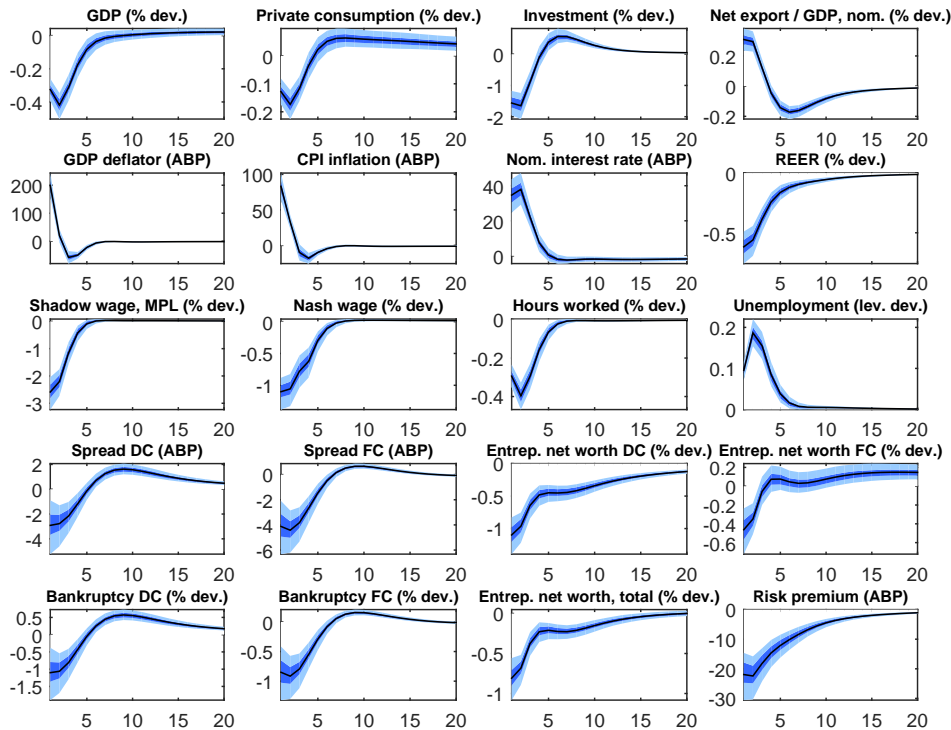 GDP (% dev.)
0
-0.2
-0.4
5 10 15 20
Private consumption (% dev.)
0.1
0
-0.1
-0.2
5 10 15 20
Investment (% dev.)
1
0
-1
-2
5 10 15 20
Net export / GDP, nom. (% dev.)
0.2
0
-0.2
5 10 15 20
GDP deflator (ABP)
200
100
0
5 10 15 20
CPI inflation (ABP)
100
50
0
5 10 15 20
Nom. interest rate (ABP)
40
20
0
5 10 15 20
REER (% dev.)
0
-0.5
5 10 15 20
Shadow wage, MPL (% dev.)
0
-1
-2
-3
5 10 15 20
Nash wage (% dev.)
0
-0.5
-1
5 10 15 20
Hours worked (% dev.)
0
-0.2
-0.4
5 10 15 20
Unemployment (lev. dev.)
0.2
0.1
0
5 10 15 20
Spread DC (ABP)
2
0
-2
-4
5 10 15 20
Spread FC (ABP)
0
-2
-4
-6
5 10 15 20
Entrep. net worth DC (% dev.)
0
-0.5
-1
5 10 15 20
Entrep. net worth FC (% dev.)
0.2
0
-0.2
-0.4
-0.6
5 10 15 20
Bankruptcy DC (% dev.)
0.5
0
-0.5
-1
-1.5
5 10 15 20
Bankruptcy FC (% dev.)
0
-0.5
-1
5 10 15 20
Entrep. net worth, total (% dev.)
0
-0.5
-1
5 10 15 20
Risk premium (ABP)
0
-10
-20
-30
5 10 15 20